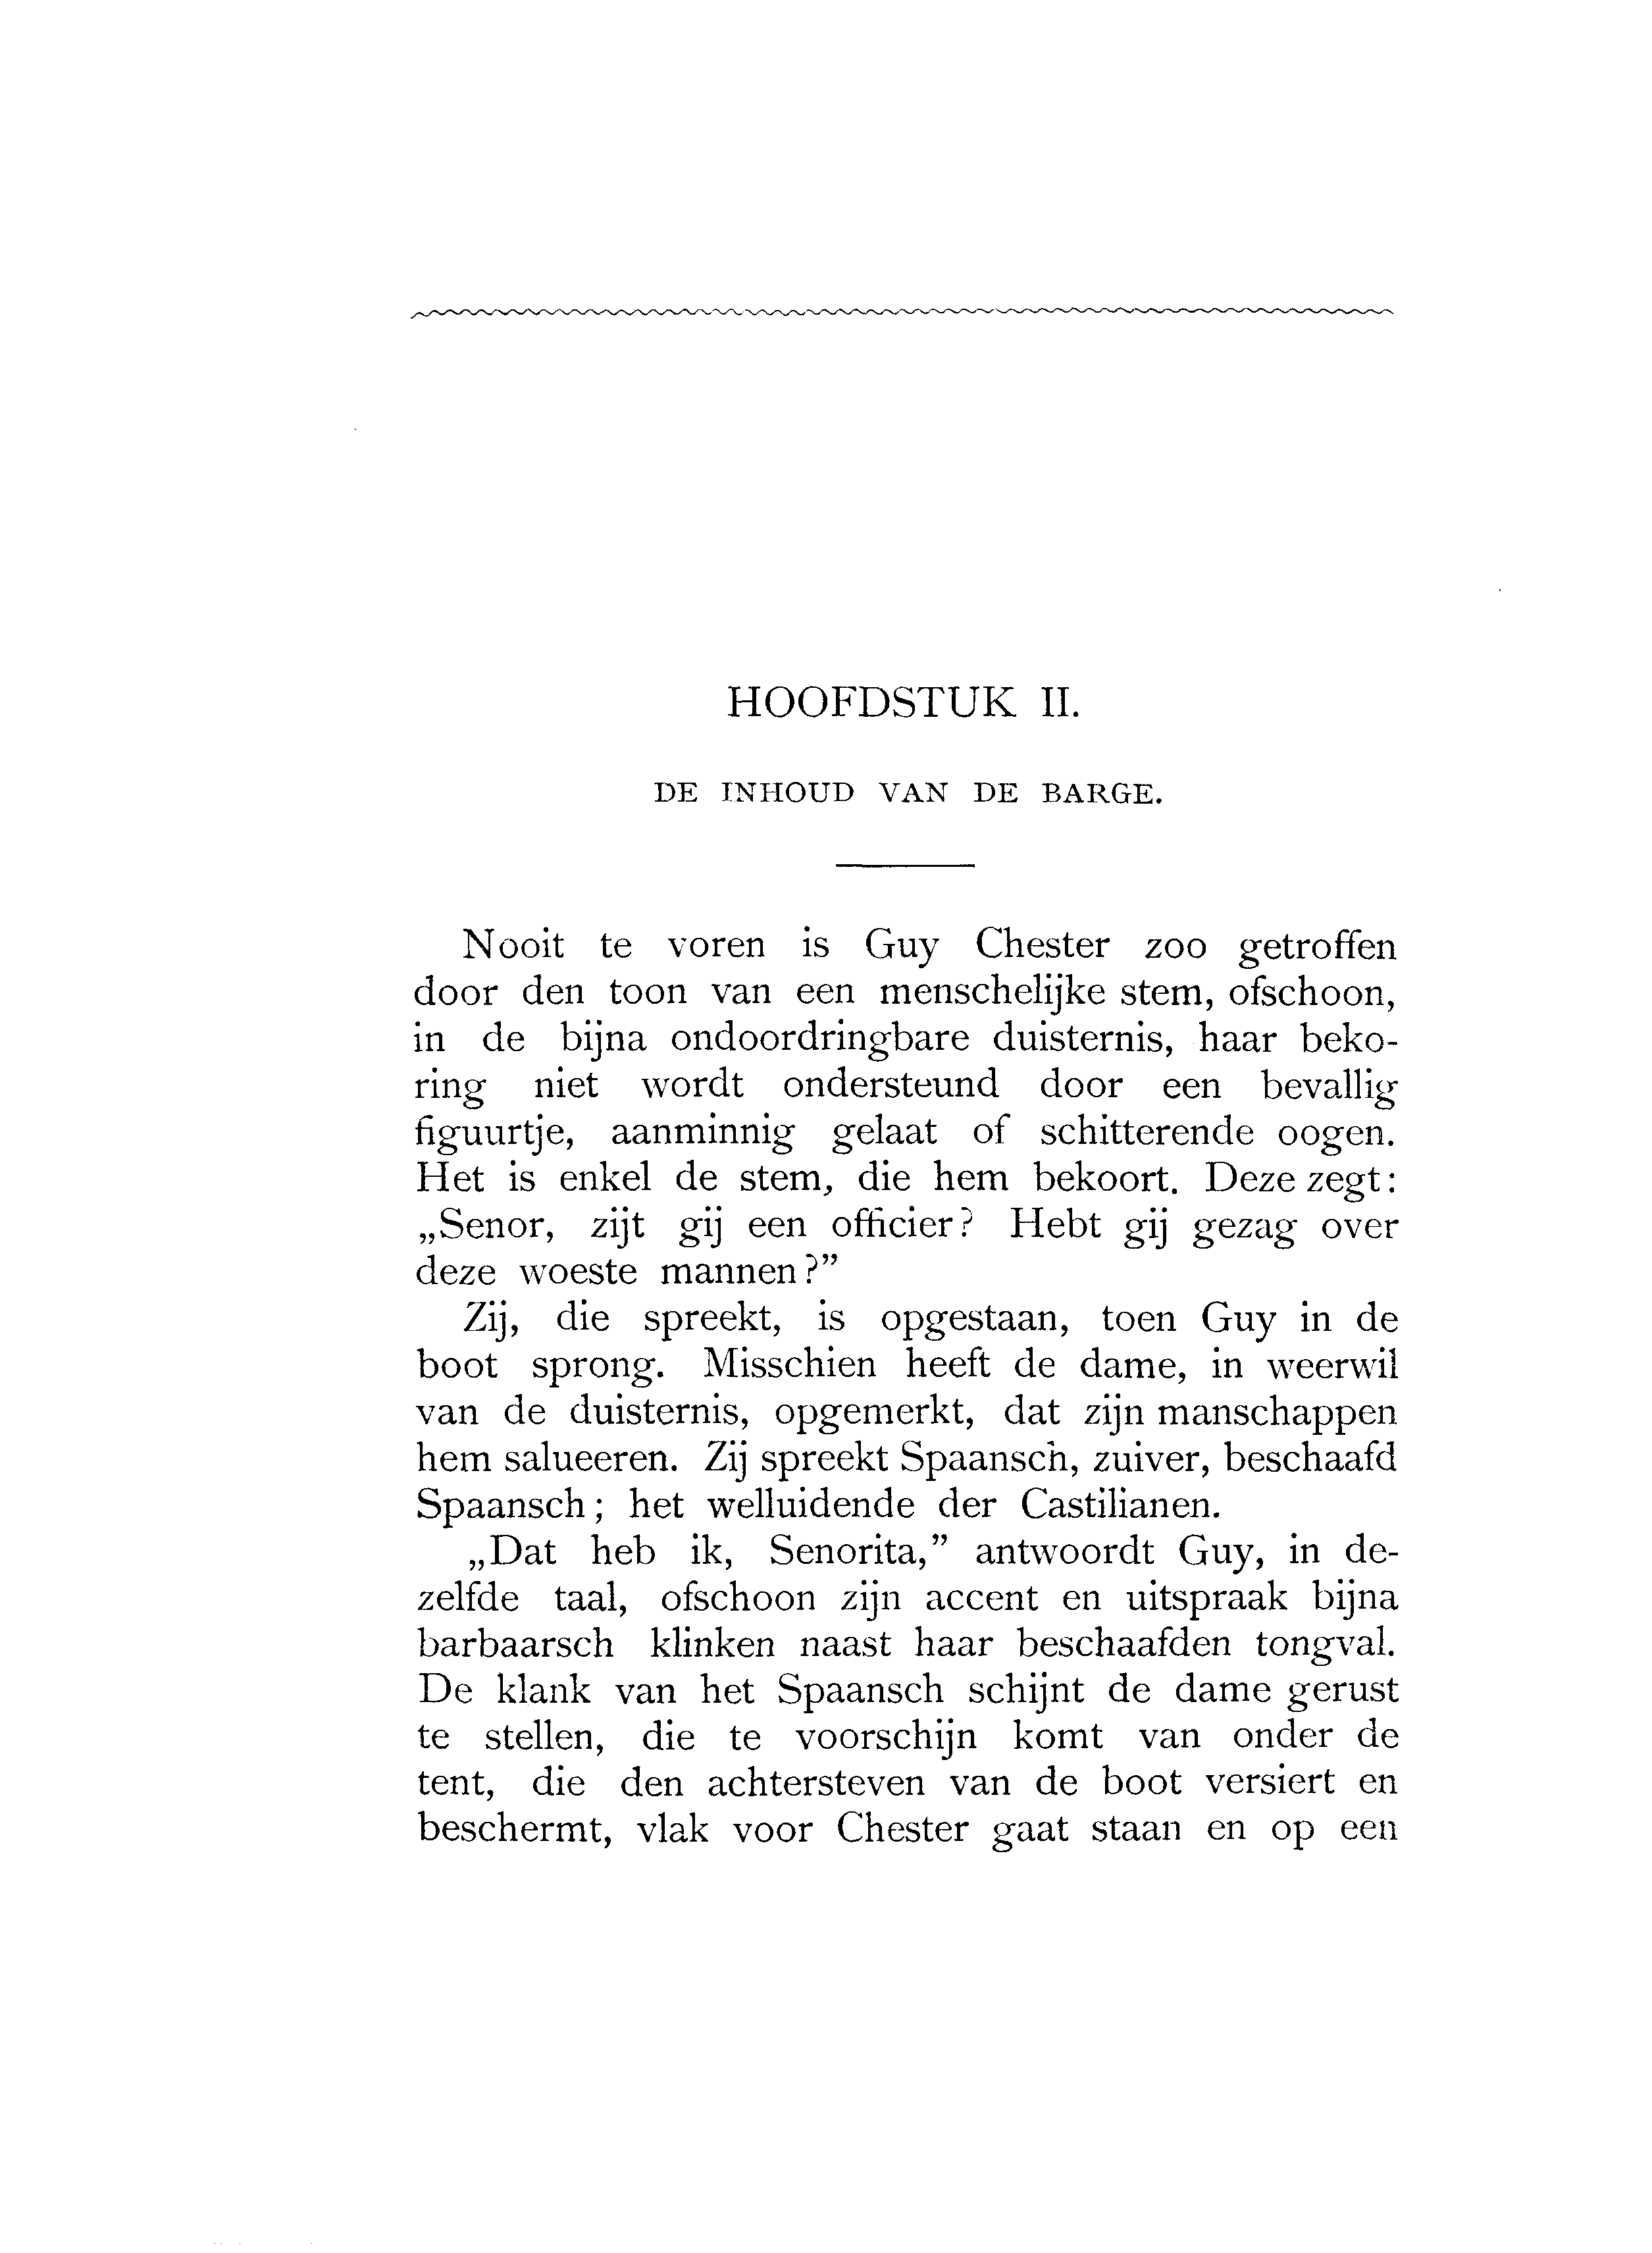 HOOFDSTUK II.
DE INHOUD VAN DE BARGE.
Nooit te voren is Guy Chester zoo getroffen
door den toon van een menschelijke stem, ofschoon,
in de bijna ondoordringbare duisternis, haar beko-
ring niet wordt ondersteund door een bevallig
figuurtje, aanminnig gelaat of schitterende oogen.
Het is enkel de stem, die hem bekoort. Deze zegt:
„Senor, zijt gij een officier? Hebt gij gezag over
deze woeste mannen?”
Zij, die spreekt, is opgestaan, toen Guy in de
boot sprong. Misschien heeft de dame, in weerwil
van de duisternis, opgemerkt, dat zijn manschappen
hem salueeren. Zij spreekt Spaansch, zuiver, beschaafd
Spaansch; het welluidende der Castilianen.
„Dat heb ik, Senorita,” antwoordt Guy, in de-
zelfde taal, ofschoon zijn accent en uitspraak bijna
barbaarsch klinken naast haar beschaafden tongval.
De klank van het Spaansch schijnt de dame gerust
te stellen, die te voorschijn komt van onder de
tent, die den achtersteven van de boot versiert en
beschermt, vlak voor Chester gaat staan en op een